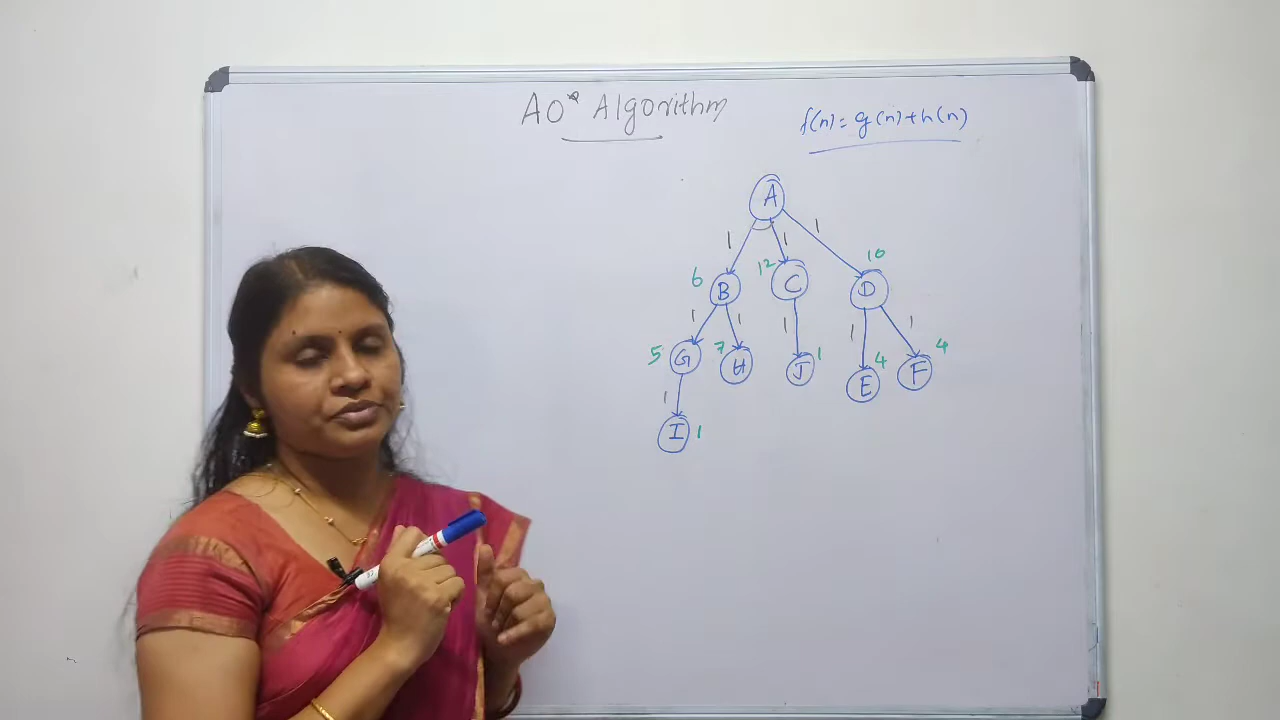 AO* Algorithm
f(n) = g(n) + h(n)
A
1 1 1
6 B 12 C 10 D
1 1 1 1 1
5 G 7 H J 1 E 4 F 4
1
I 1